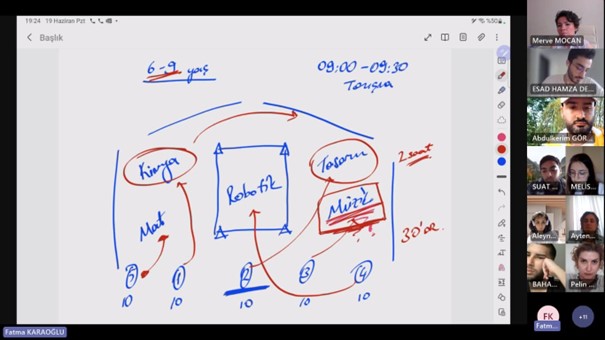 19:24 19 Haziran Pzt
%50
Başlık
6-9 yaş
09:00-09:30
Tanışma
Kimya
Robotik
Tasarım
2 saat
Mat
Müzik
30'ar
5 1 2 3 4
10 10 10 10 10
Fatma KARAOĞLU
Merve MOCAN
ESAD HAMZA DE...
Abdulkerim GÖR...
SUAT
MELİS...
Aleyn...
Ayten...
BAHA...
Pelin
FK
Fatm...
+11